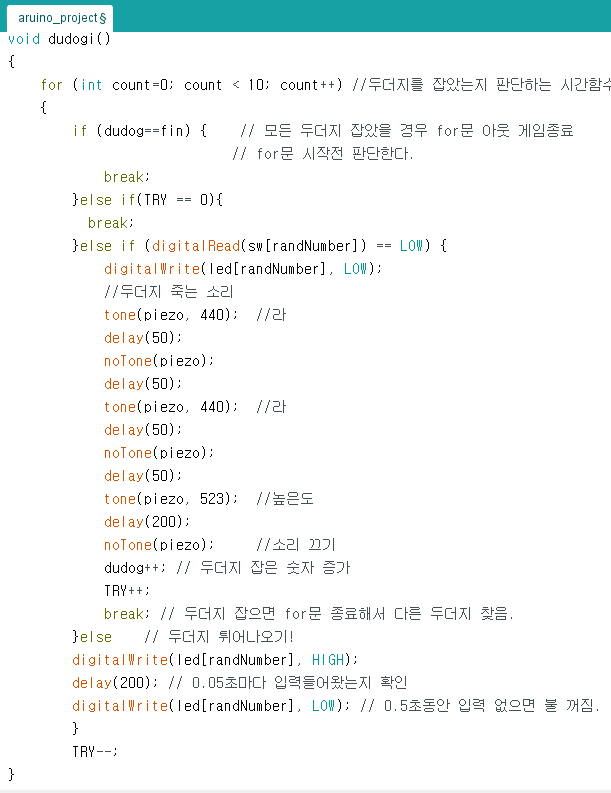 aruino_project§
void dudogi()
{
    for (int count=0; count < 10; count++) //두더지를 잡았는지 판단하는 시간함수
    {
        if (dudog==fin) {    // 모든 두더지 잡았을 경우 for문 아웃 게임종료
                            // for문 시작전 판단한다.
            break;
        }else if(TRY == 0){
          break;
        }else if (digitalRead(sw[randNumber]) == LOW) {
            digitalWrite(led[randNumber], LOW);
            //두더지 죽는 소리
            tone(piezo, 440);  //라
            delay(50);
            noTone(piezo);
            delay(50);
            tone(piezo, 440);  //라
            delay(50);
            noTone(piezo);
            delay(50);
            tone(piezo, 523);  //높은도
            delay(200);
            noTone(piezo);     //소리 끄기
            dudog++; // 두더지 잡은 숫자 증가
            TRY++;
            break; // 두더지 잡으면 for문 종료해서 다른 두더지 찾음.
        }else    // 두더지 튀어나오기!
        digitalWrite(led[randNumber], HIGH);
        delay(200); // 0.05초마다 입력들어왔는지 확인
        digitalWrite(led[randNumber], LOW); // 0.5초동안 입력 없으면 불 꺼짐.
        }
        TRY--;
}